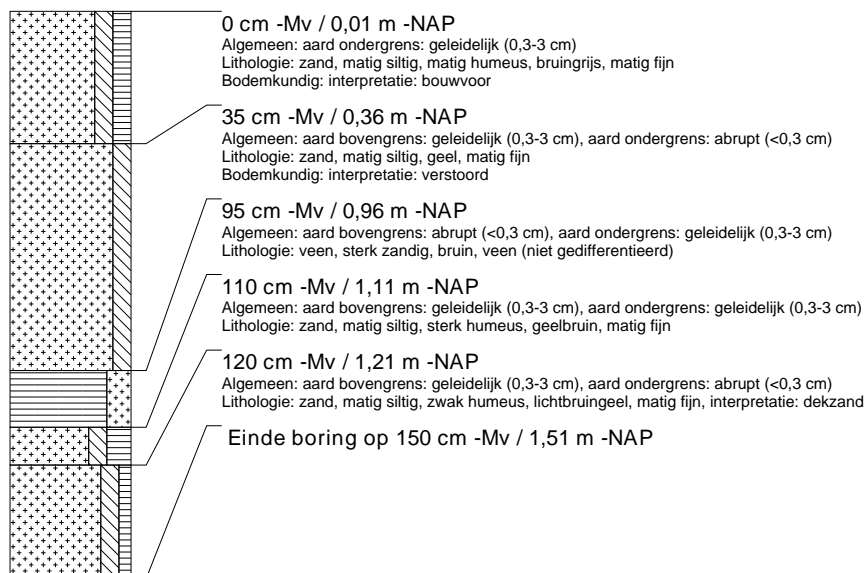 0 cm -Mv / 0,01 m -NAP
Algemeen: aard ondergrens: geleidelijk (0,3-3 cm)
Lithologie: zand, matig siltig, matig humeus, bruingrijs, matig fijn
Bodemkundig: interpretatie: bouwvoor
35 cm -Mv / 0,36 m -NAP
Algemeen: aard bovengrens: geleidelijk (0,3-3 cm), aard ondergrens: abrupt (<0,3 cm)
Lithologie: zand, matig siltig, geel, matig fijn
Bodemkundig: interpretatie: verstoord
95 cm -Mv / 0,96 m -NAP
Algemeen: aard bovengrens: abrupt (<0,3 cm), aard ondergrens: geleidelijk (0,3-3 cm)
Lithologie: veen, sterk zandig, bruin, veen (niet gedifferentieerd)
110 cm -Mv / 1,11 m -NAP
Algemeen: aard bovengrens: geleidelijk (0,3-3 cm), aard ondergrens: geleidelijk (0,3-3 cm)
Lithologie: zand, matig siltig, sterk humeus, geelbruin, matig fijn
120 cm -Mv / 1,21 m -NAP
Algemeen: aard bovengrens: geleidelijk (0,3-3 cm), aard ondergrens: abrupt (<0,3 cm)
Lithologie: zand, matig siltig, zwak humeus, lichtbruingeel, matig fijn, interpretatie: dekzand
Einde boring op 150 cm -Mv / 1,51 m -NAP